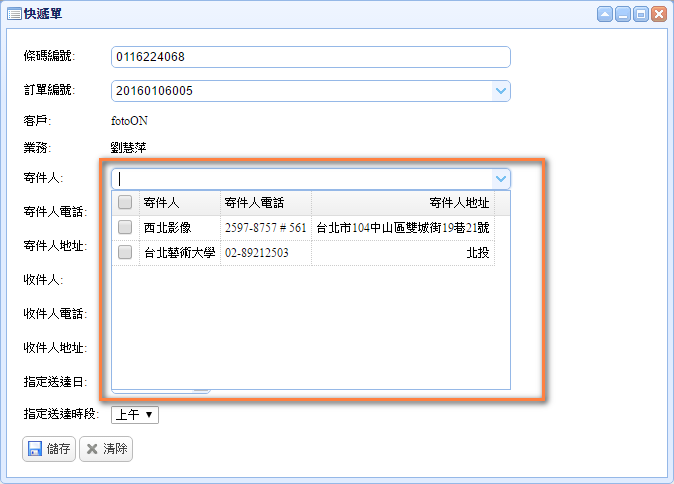 快遞單
條碼編號: 0116224068
訂單編號: 20160106005
客戶: fotoON
業務: 劉慧萍
寄件人:
寄件人 寄件人電話 寄件人地址
寄件人電話:
西北影像 2597-8757 # 561 台北市104中山區雙城街19巷21號
寄件人地址:
台北藝術大學 02-89212503 北投
收件人:
收件人電話:
收件人地址:
指定送達日:
指定送達時段: 上午
儲存 清除